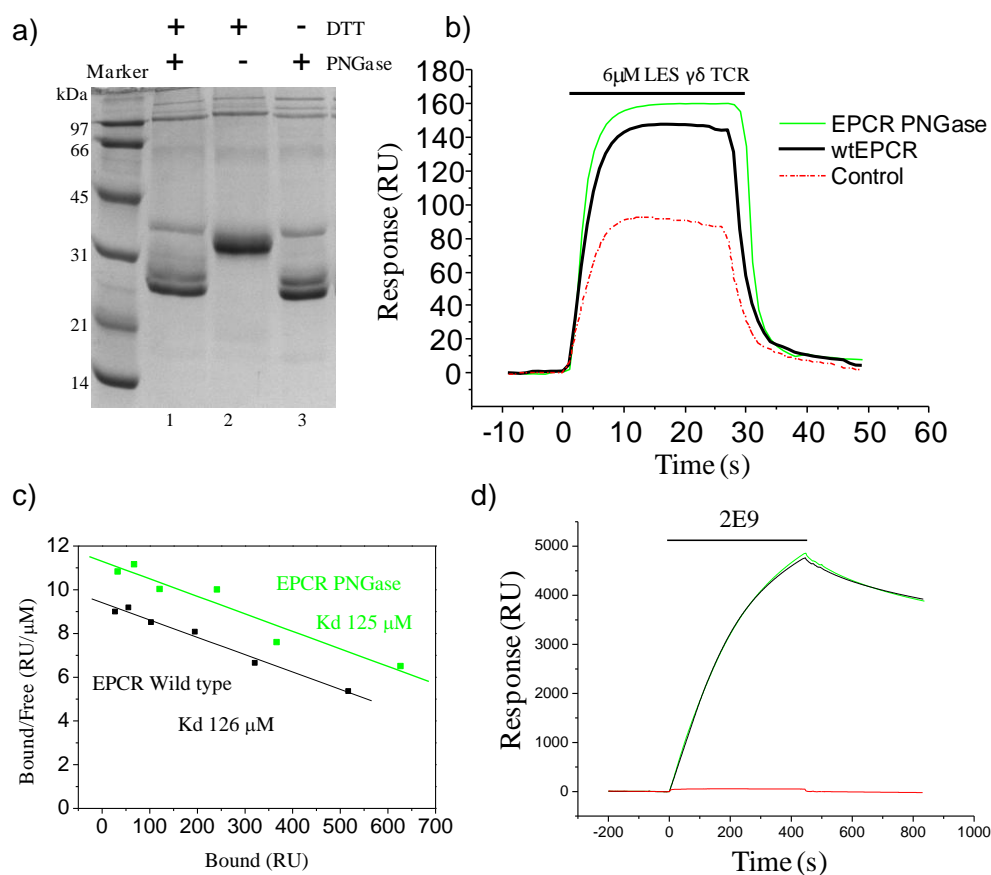 a)
+ + - DTT
+ - + PNGase
Marker
kDa
97
66
45
31
21
14
1 2 3
b)
6μM LES γδ TCR
EPCR PNGase
wtEPCR
Control
Response (RU)
180
160
140
120
100
80
60
40
20
0
-10 0 10 20 30 40 50 60
Time (s)
c)
EPCR PNGase
Kd 125 μM
EPCR Wild type
Kd 126 μM
Bound/Free (RU/μM)
12
10
8
6
4
2
0
0 100 200 300 400 500 600 700
Bound (RU)
d)
2E9
Response (RU)
5000
4000
3000
2000
1000
0
-200 0 200 400 600 800 1000
Time (s)